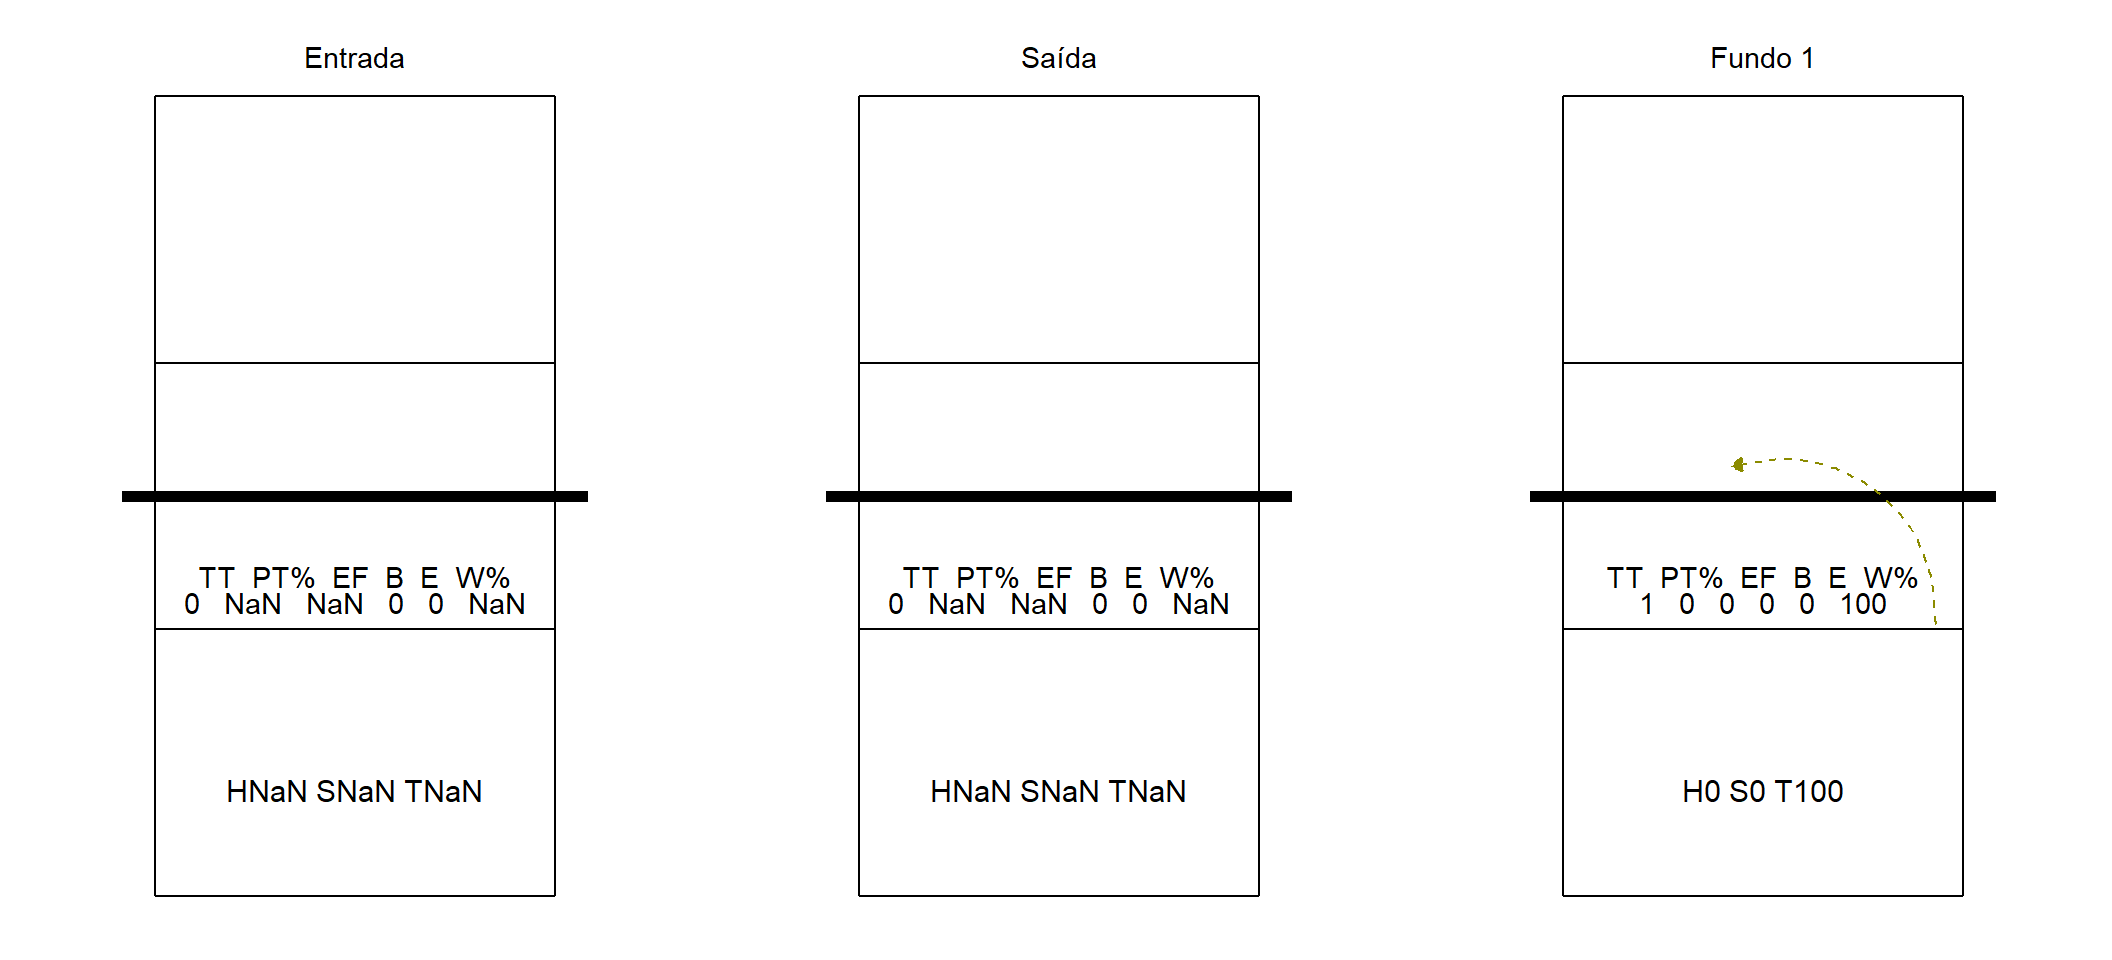 Entrada
TT PT% EF B E W%
0 NaN NaN 0 0 NaN
HNaN SNaN TNaN
Saída
TT PT% EF B E W%
0 NaN NaN 0 0 NaN
HNaN SNaN TNaN
Fundo 1
TT PT% EF B E W%
1 0 0 0 0 100
H0 S0 T100